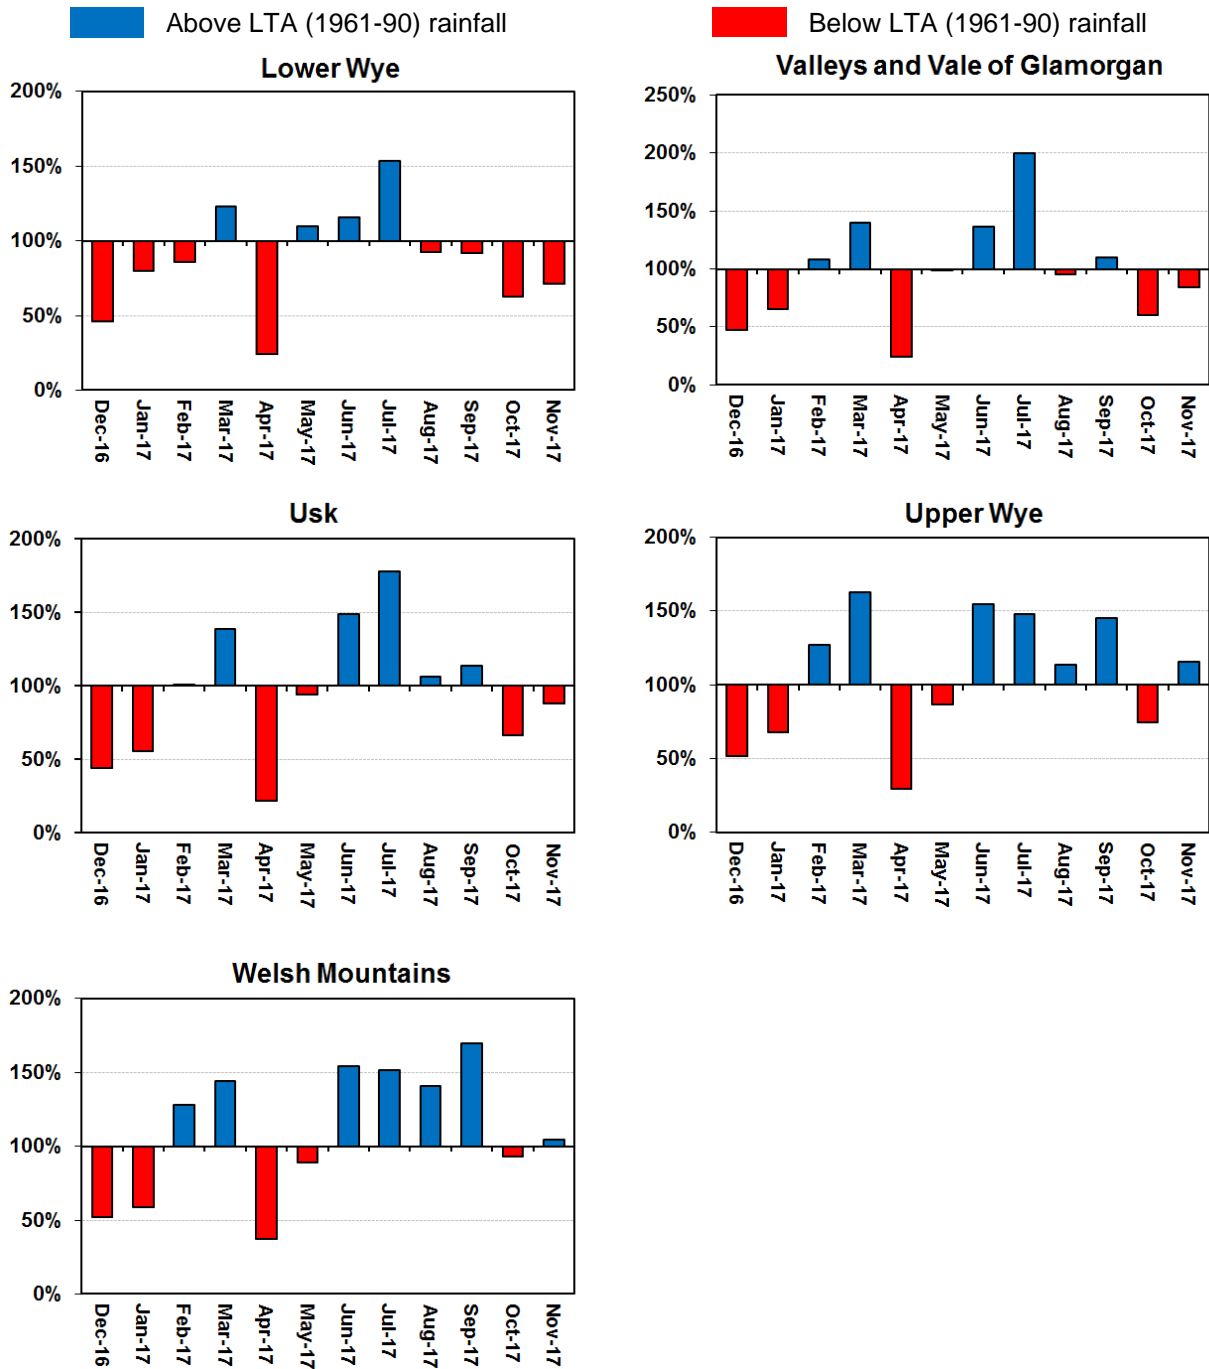 Above LTA (1961-90) rainfall
Below LTA (1961-90) rainfall
Lower Wye
200%
150%
100%
50%
0%
Dec-16
Jan-17
Feb-17
Mar-17
Apr-17
May-17
Jun-17
Jul-17
Aug-17
Sep-17
Oct-17
Nov-17
Valleys and Vale of Glamorgan
250%
200%
150%
100%
50%
0%
Dec-16
Jan-17
Feb-17
Mar-17
Apr-17
May-17
Jun-17
Jul-17
Aug-17
Sep-17
Oct-17
Nov-17
Usk
200%
150%
100%
50%
0%
Dec-16
Jan-17
Feb-17
Mar-17
Apr-17
May-17
Jun-17
Jul-17
Aug-17
Sep-17
Oct-17
Nov-17
Upper Wye
200%
150%
100%
50%
0%
Dec-16
Jan-17
Feb-17
Mar-17
Apr-17
May-17
Jun-17
Jul-17
Aug-17
Sep-17
Oct-17
Nov-17
Welsh Mountains
200%
150%
100%
50%
0%
Dec-16
Jan-17
Feb-17
Mar-17
Apr-17
May-17
Jun-17
Jul-17
Aug-17
Sep-17
Oct-17
Nov-17